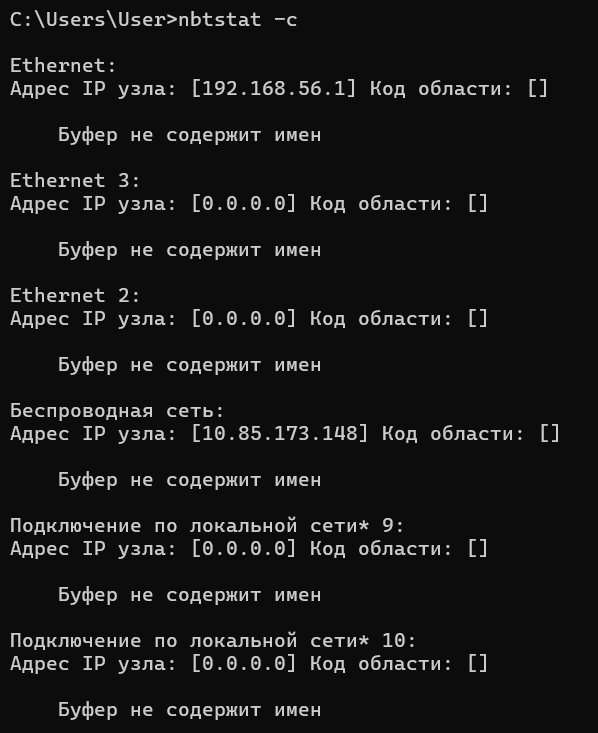 C:\Users\User>nbtstat -c
Ethernet:
Адрес IP узла: [192.168.56.1] Код области: []
Буфер не содержит имен
Ethernet 3:
Адрес IP узла: [0.0.0.0] Код области: []
Буфер не содержит имен
Ethernet 2:
Адрес IP узла: [0.0.0.0] Код области: []
Буфер не содержит имен
Беспроводная сеть:
Адрес IP узла: [10.85.173.148] Код области: []
Буфер не содержит имен
Подключение по локальной сети* 9:
Адрес IP узла: [0.0.0.0] Код области: []
Буфер не содержит имен
Подключение по локальной сети* 10:
Адрес IP узла: [0.0.0.0] Код области: []
Буфер не содержит имен